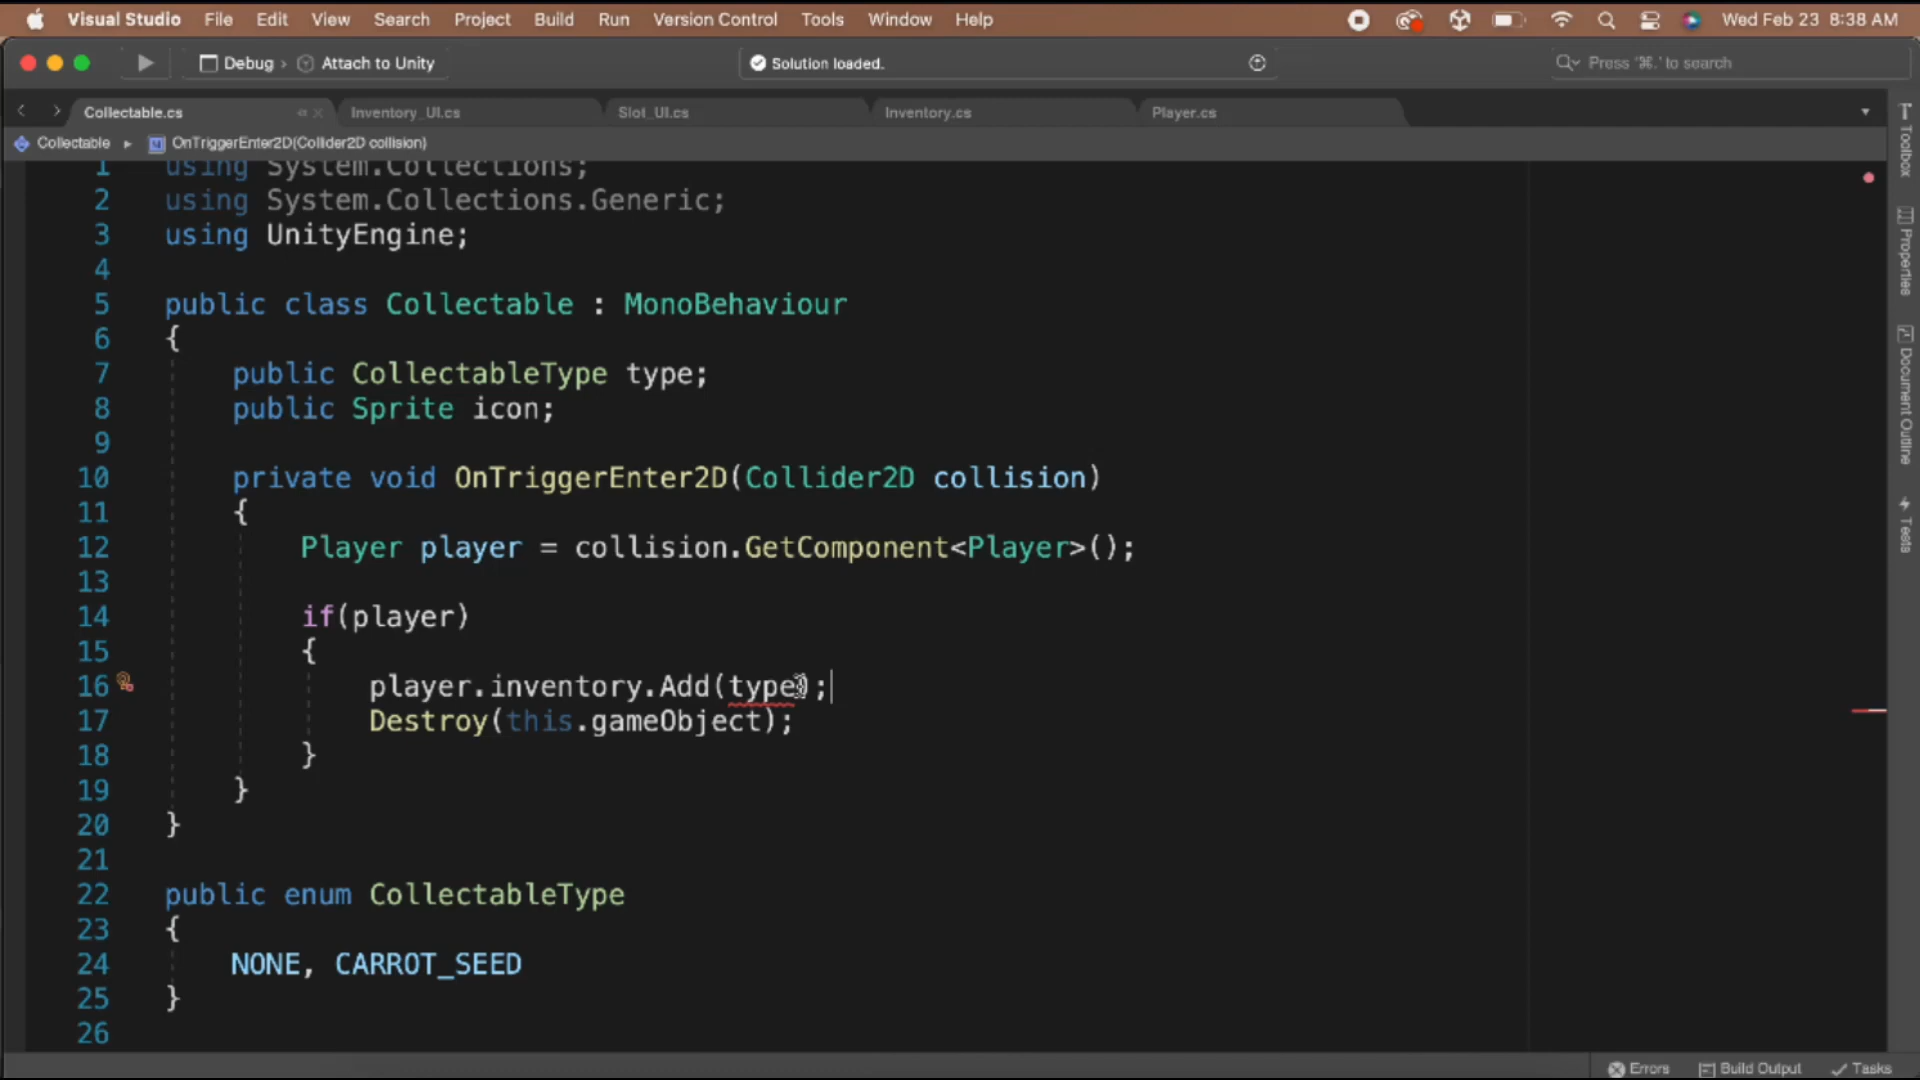 Visual Studio File Edit View Search Project Build Run Version Control Tools Window Help Wed Feb 23 8:38 AM
Debug › Attach to Unity Solution loaded. Press '⌘.' to search
Collectable.cs Inventory_UI.cs Slot_UI.cs Inventory.cs Player.cs
Collectable ▸ OnTriggerEnter2D(Collider2D collision)
1 using System.Collections;
2 using System.Collections.Generic;
3 using UnityEngine;
4
5 public class Collectable : MonoBehaviour
6 {
7 public CollectableType type;
8 public Sprite icon;
9
10 private void OnTriggerEnter2D(Collider2D collision)
11 {
12 Player player = collision.GetComponent<Player>();
13
14 if(player)
15 {
16 player.inventory.Add(type);
17 Destroy(this.gameObject);
18 }
19 }
20 }
21
22 public enum CollectableType
23 {
24 NONE, CARROT_SEED
25 }
26
Toolbox
Properties
Document Outline
Tests
Errors Build Output Tasks